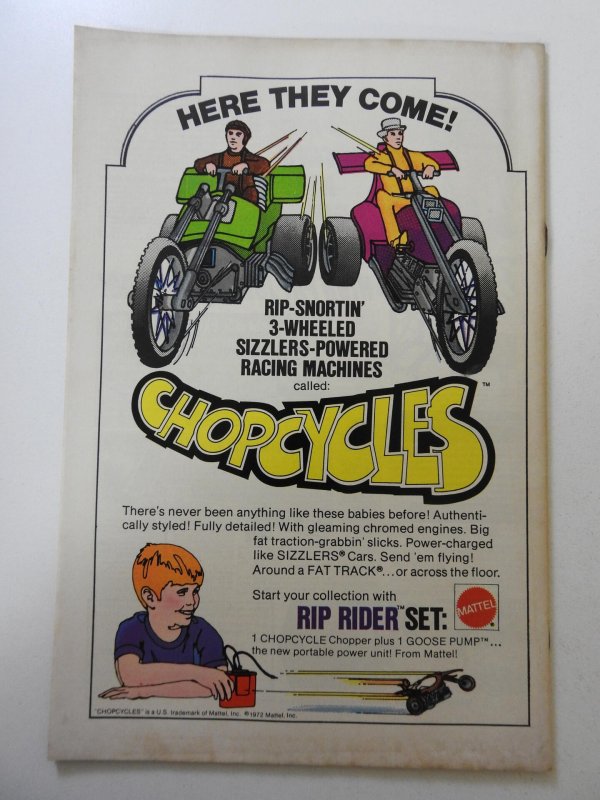 HERE THEY COME!
RIP-SNORTIN'
3-WHEELED
SIZZLERS-POWERED
RACING MACHINES
called:
CHOPCYCLES™
There's never been anything like these babies before! Authenti-
cally styled! Fully detailed! With gleaming chromed engines. Big
fat traction-grabbin' slicks. Power-charged
like SIZZLERS® Cars. Send 'em flying!
Around a FAT TRACK®...or across the floor.
Start your collection with
RIP RIDER™ SET:
MATTEL
1 CHOPCYCLE Chopper plus 1 GOOSE PUMP™...
the new portable power unit! From Mattel!
"CHOPCYCLES" is a U.S. trademark of Mattel, Inc. ©1972 Mattel, Inc.